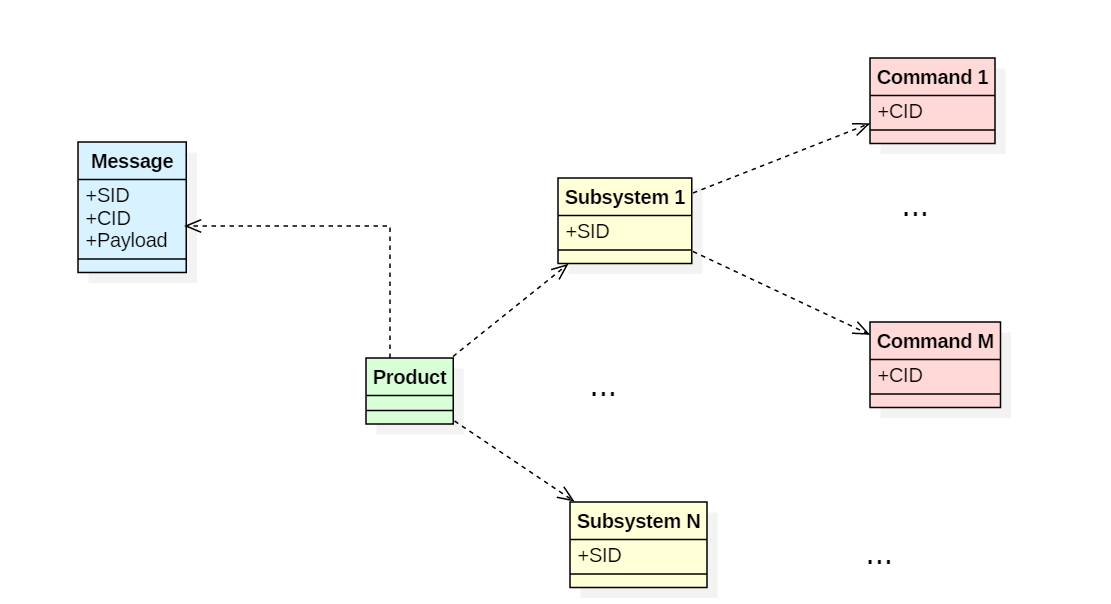 Command 1
+CID
Message
+SID
+CID
+Payload
Subsystem 1
+SID
...
Command M
+CID
Product
...
Subsystem N
+SID
...